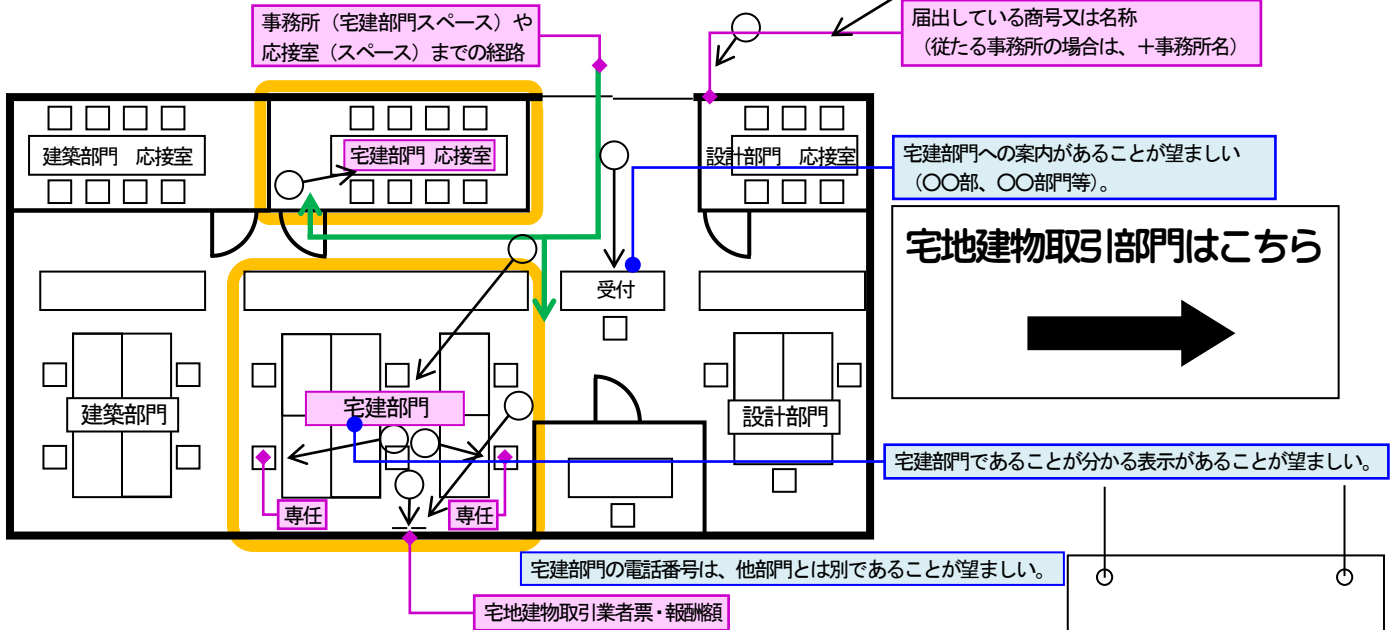 事務所（宅建部門スペース）や
応接室（スペース）までの経路
届出している商号又は名称
（従たる事務所の場合は、＋事務所名）
建築部門　応接室
宅建部門 応接室
設計部門　応接室
宅建部門への案内があることが望ましい
（〇〇部、〇〇部門等）。
宅地建物取引部門はこちら
受付
建築部門
宅建部門
設計部門
宅建部門であることが分かる表示があることが望ましい。
専任
専任
宅建部門の電話番号は、他部門とは別であることが望ましい。
宅地建物取引業者票・報酬額